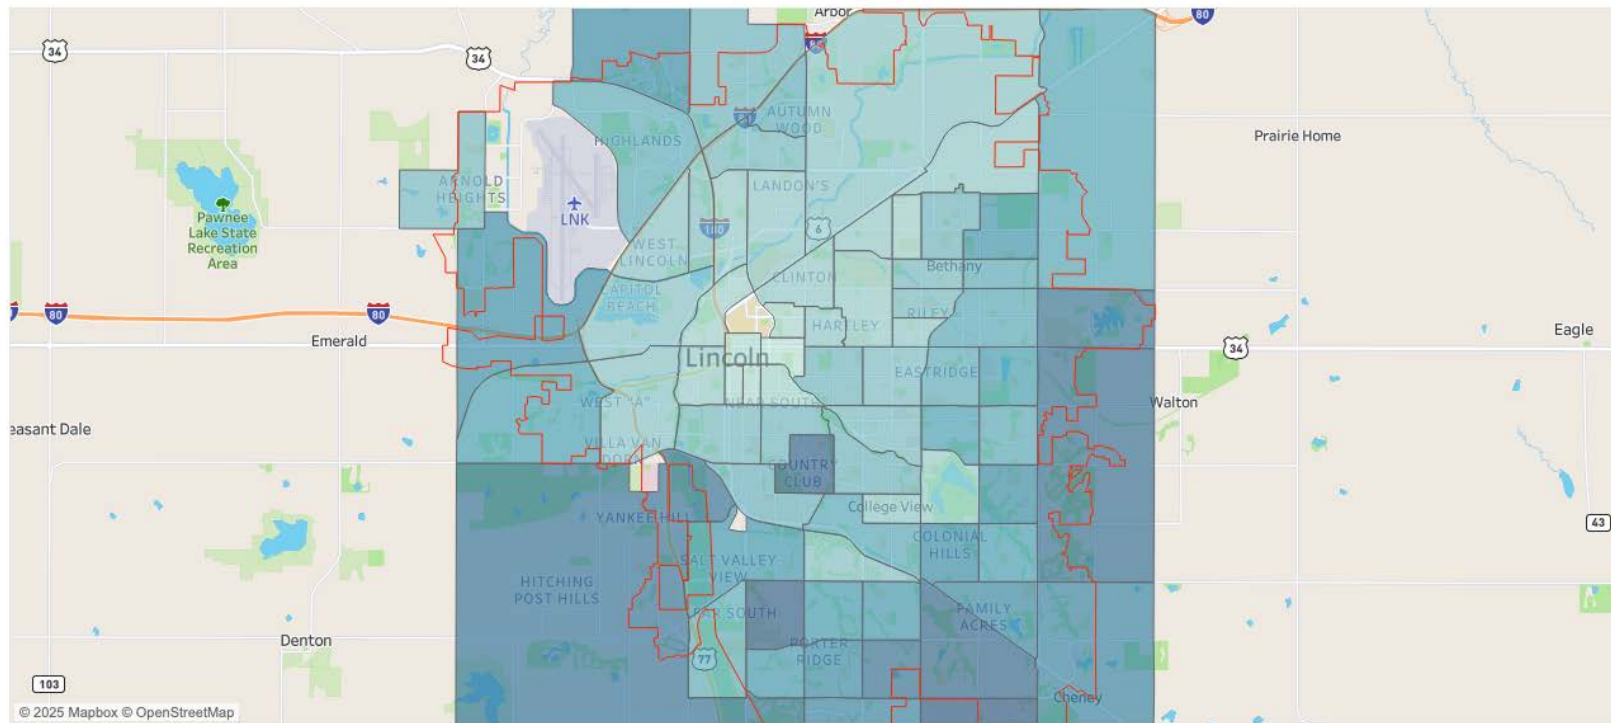 Arbor
80
34
34
80
AUTUMN
WOOD
Prairie Home
HIGHLANDS
ARNOLD
HEIGHTS
LANDON'S
Pawnee
Lake State
Recreation
Area
LNK
180
6
WEST
LINCOLN
CLINTON
Bethany
CAPITOL
BEACH
80
80
HARTLEY
RILEY
Emerald
Lincoln
34
Eagle
EASTRIDGE
WEST "A"
NEAR SOUTH
Walton
easant Dale
VILLA VAN
DORN
COUNTRY
CLUB
College View
YANKEE HILL
43
COLONIAL
HILLS
SALT VALLEY
VIEW
HITCHING
POST HILLS
FAR SOUTH
FAMILY
ACRES
Denton
PORTER
RIDGE
77
103
Cheney
© 2025 Mapbox © OpenStreetMap